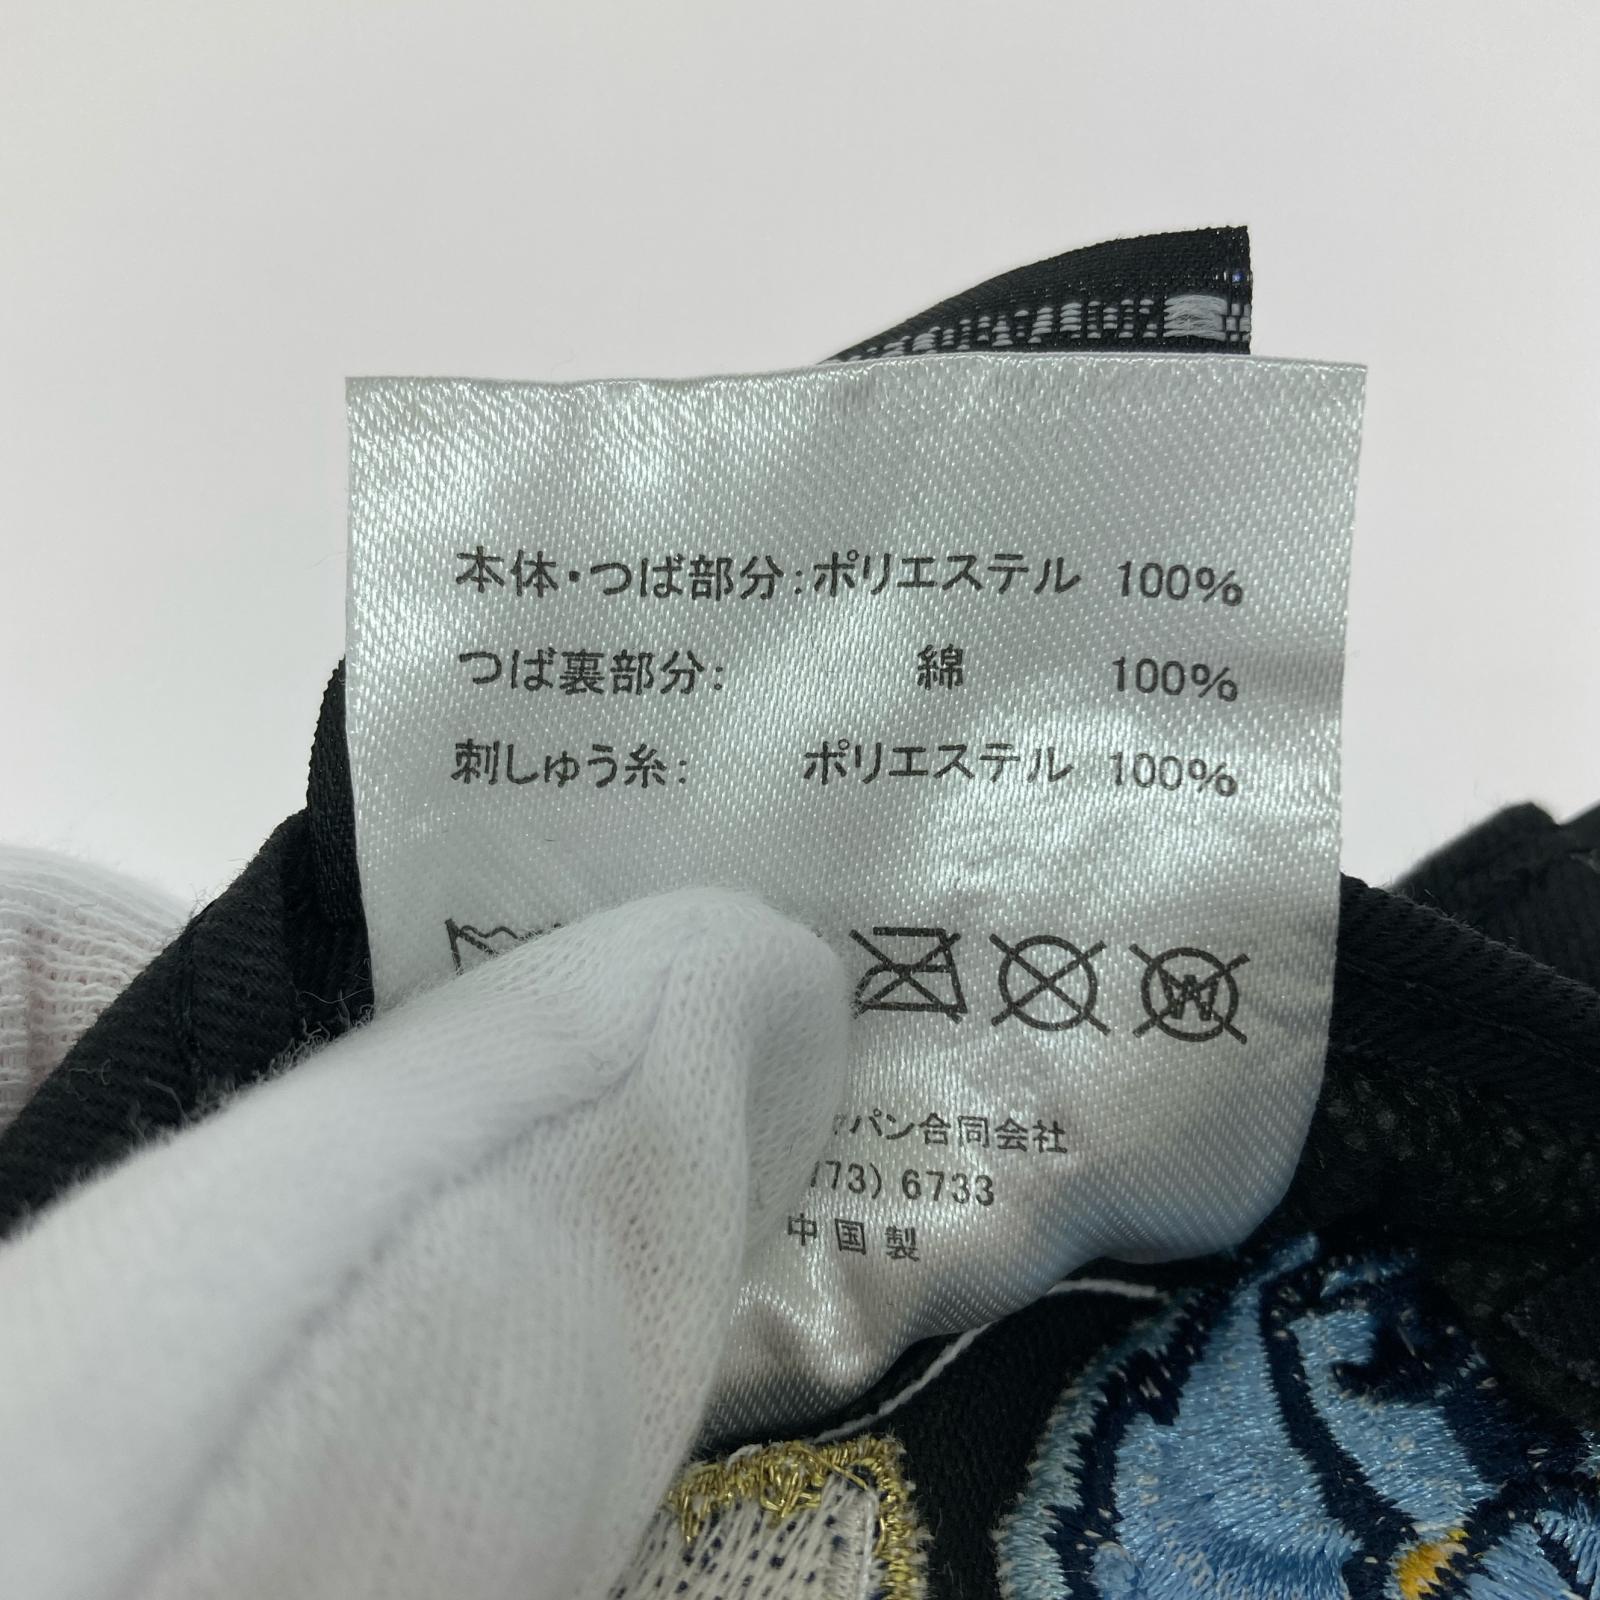 本体・つば部分:ポリエステル 100%
つば裏部分: 綿 100%
刺しゅう糸: ポリエステル 100%
パン合同会社
73) 6733
中国製